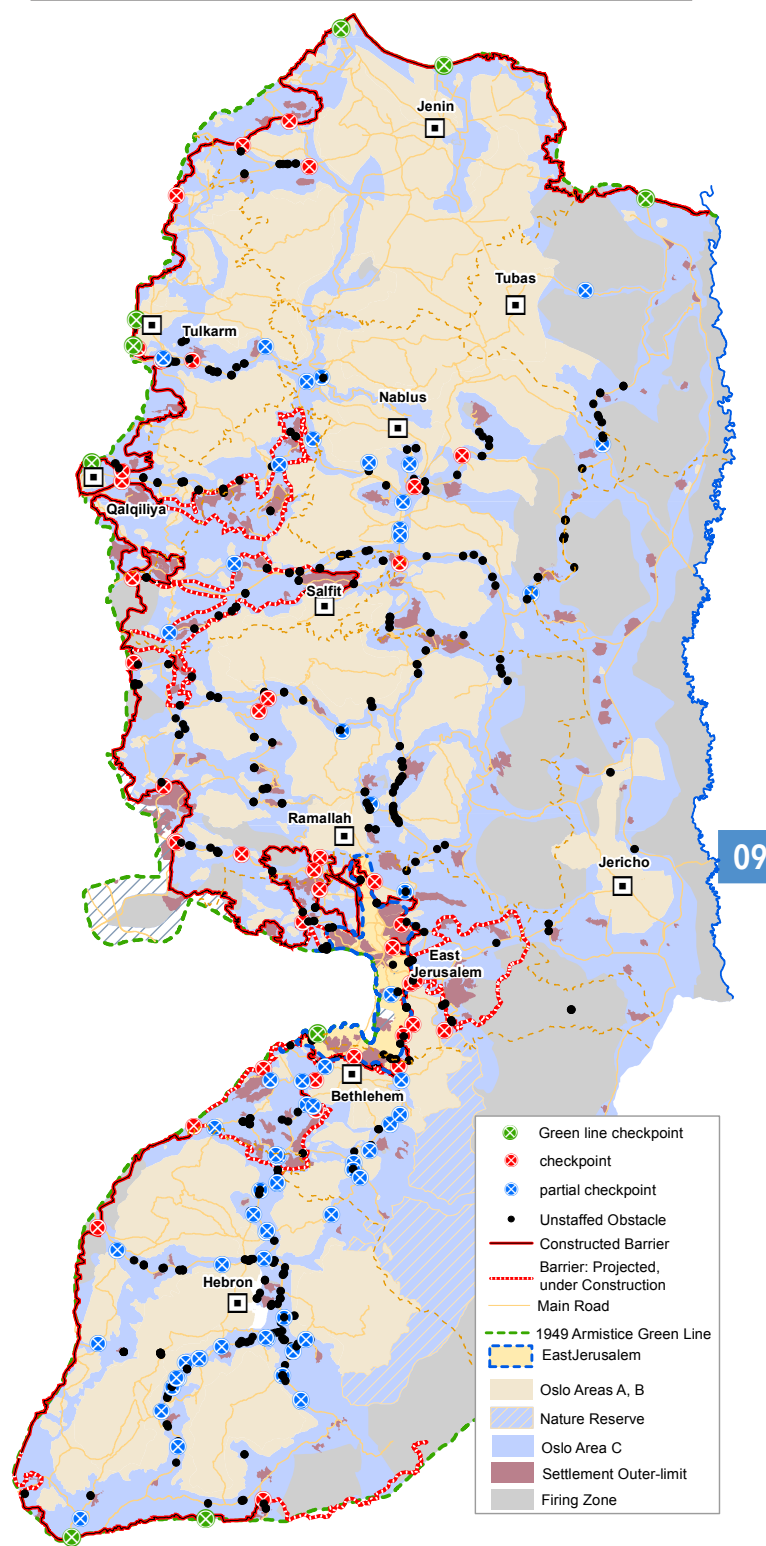 Jenin
Tubas
Tulkarm
Nablus
Qalqiliya
Salfit
Ramallah
09
Jericho
East
Jerusalem
Bethlehem
Hebron
Green line checkpoint
checkpoint
partial checkpoint
Unstaffed Obstacle
Constructed Barrier
Barrier: Projected,
under Construction
Main Road
1949 Armistice Green Line
EastJerusalem
Oslo Areas A, B
Nature Reserve
Oslo Area C
Settlement Outer-limit
Firing Zone